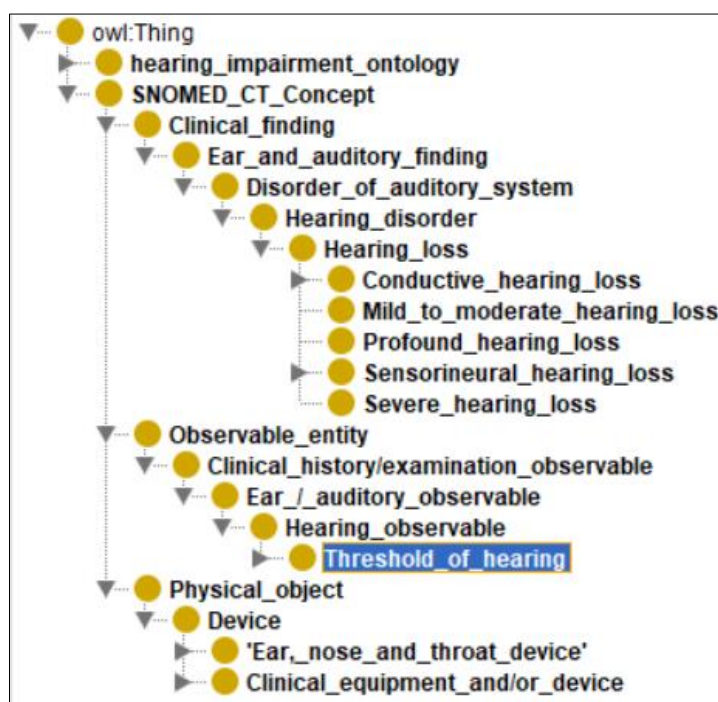 owl:Thing
hearing_impairment_ontology
SNOMED_CT_Concept
Clinical_finding
Ear_and_auditory_finding
Disorder_of_auditory_system
Hearing_disorder
Hearing_loss
Conductive_hearing_loss
Mild_to_moderate_hearing_loss
Profound_hearing_loss
Sensorineural_hearing_loss
Severe_hearing_loss
Observable_entity
Clinical_history/examination_observable
Ear_/_auditory_observable
Hearing_observable
Threshold_of_hearing
Physical_object
Device
'Ear,_nose_and_throat_device'
Clinical_equipment_and/or_device